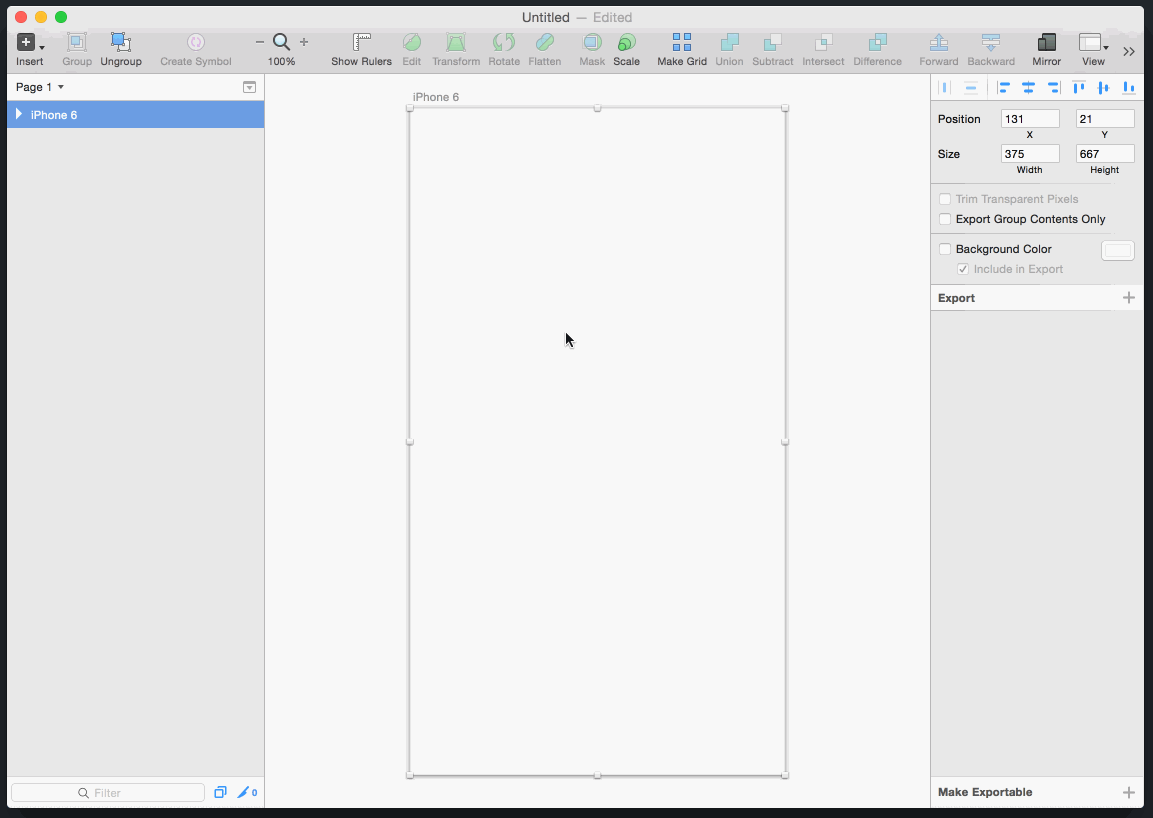 Untitled — Edited
Insert Group Ungroup Create Symbol 100% Show Rulers Edit Transform Rotate Flatten Mask Scale Make Grid Union Subtract Intersect Difference Forward Backward Mirror View
Page 1
iPhone 6
iPhone 6
Position 131 21
X Y
Size 375 667
Width Height
Trim Transparent Pixels
Export Group Contents Only
Background Color
Include in Export
Export
Filter 0
Make Exportable